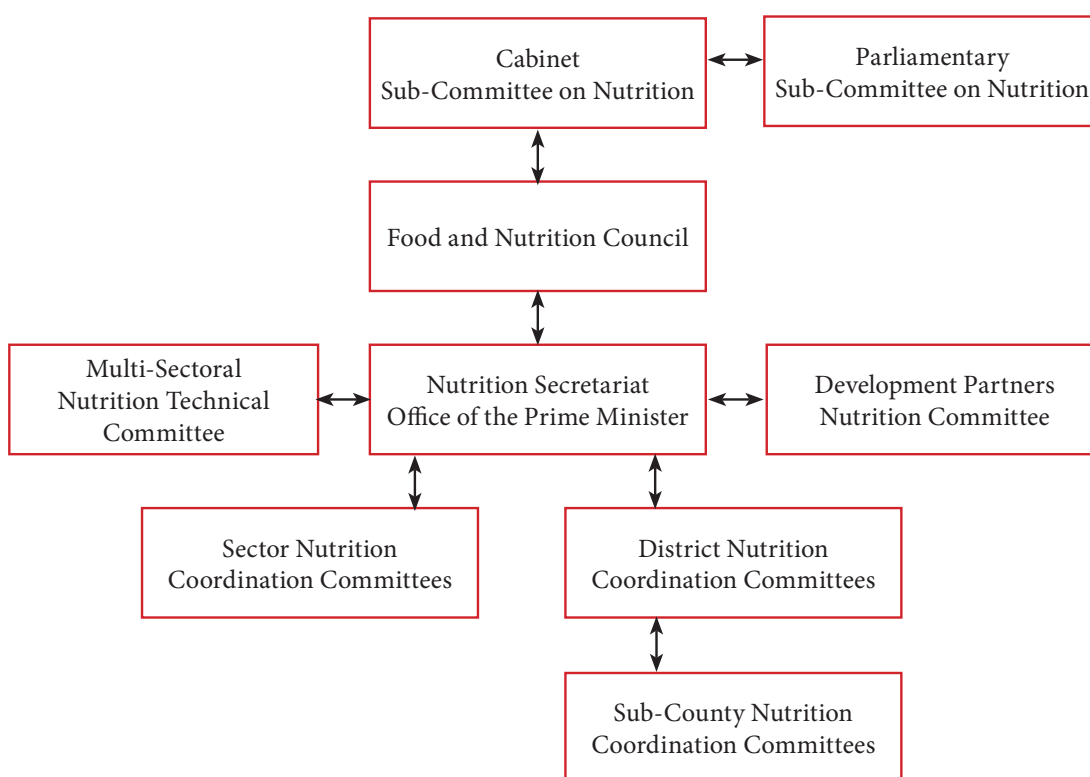 Cabinet
Sub-Committee on Nutrition
Parliamentary
Sub-Committee on Nutrition
Food and Nutrition Council
Multi-Sectoral
Nutrition Technical
Committee
Nutrition Secretariat
Office of the Prime Minister
Development Partners
Nutrition Committee
Sector Nutrition
Coordination Committees
District Nutrition
Coordination Committees
Sub-County Nutrition
Coordination Committees